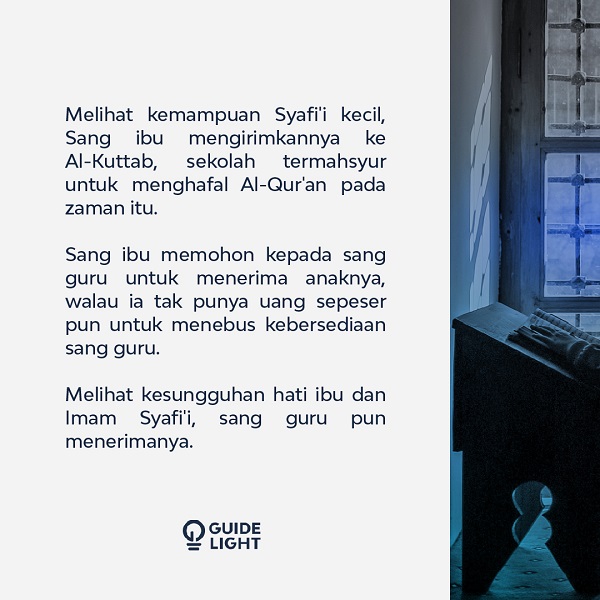 Melihat kemampuan Syafi'i kecil,
Sang ibu mengirimkannya ke
Al-Kuttab, sekolah termahsyur
untuk menghafal Al-Qur'an pada
zaman itu.
Sang ibu memohon kepada sang
guru untuk menerima anaknya,
walau ia tak punya uang sepeser
pun untuk menebus kebersediaan
sang guru.
Melihat kesungguhan hati ibu dan
Imam Syafi'i, sang guru pun
menerimanya.
GUIDE
LIGHT